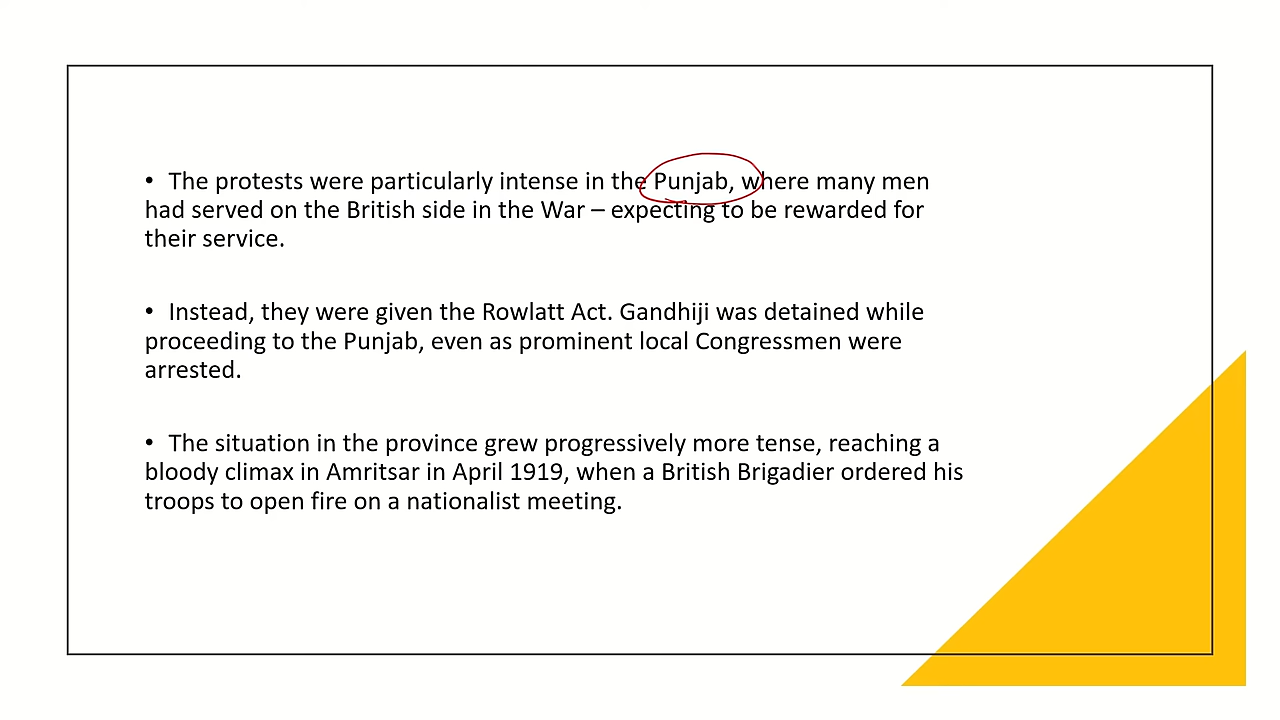 • The protests were particularly intense in the Punjab, where many men
had served on the British side in the War – expecting to be rewarded for
their service.
• Instead, they were given the Rowlatt Act. Gandhiji was detained while
proceeding to the Punjab, even as prominent local Congressmen were
arrested.
• The situation in the province grew progressively more tense, reaching a
bloody climax in Amritsar in April 1919, when a British Brigadier ordered his
troops to open fire on a nationalist meeting.